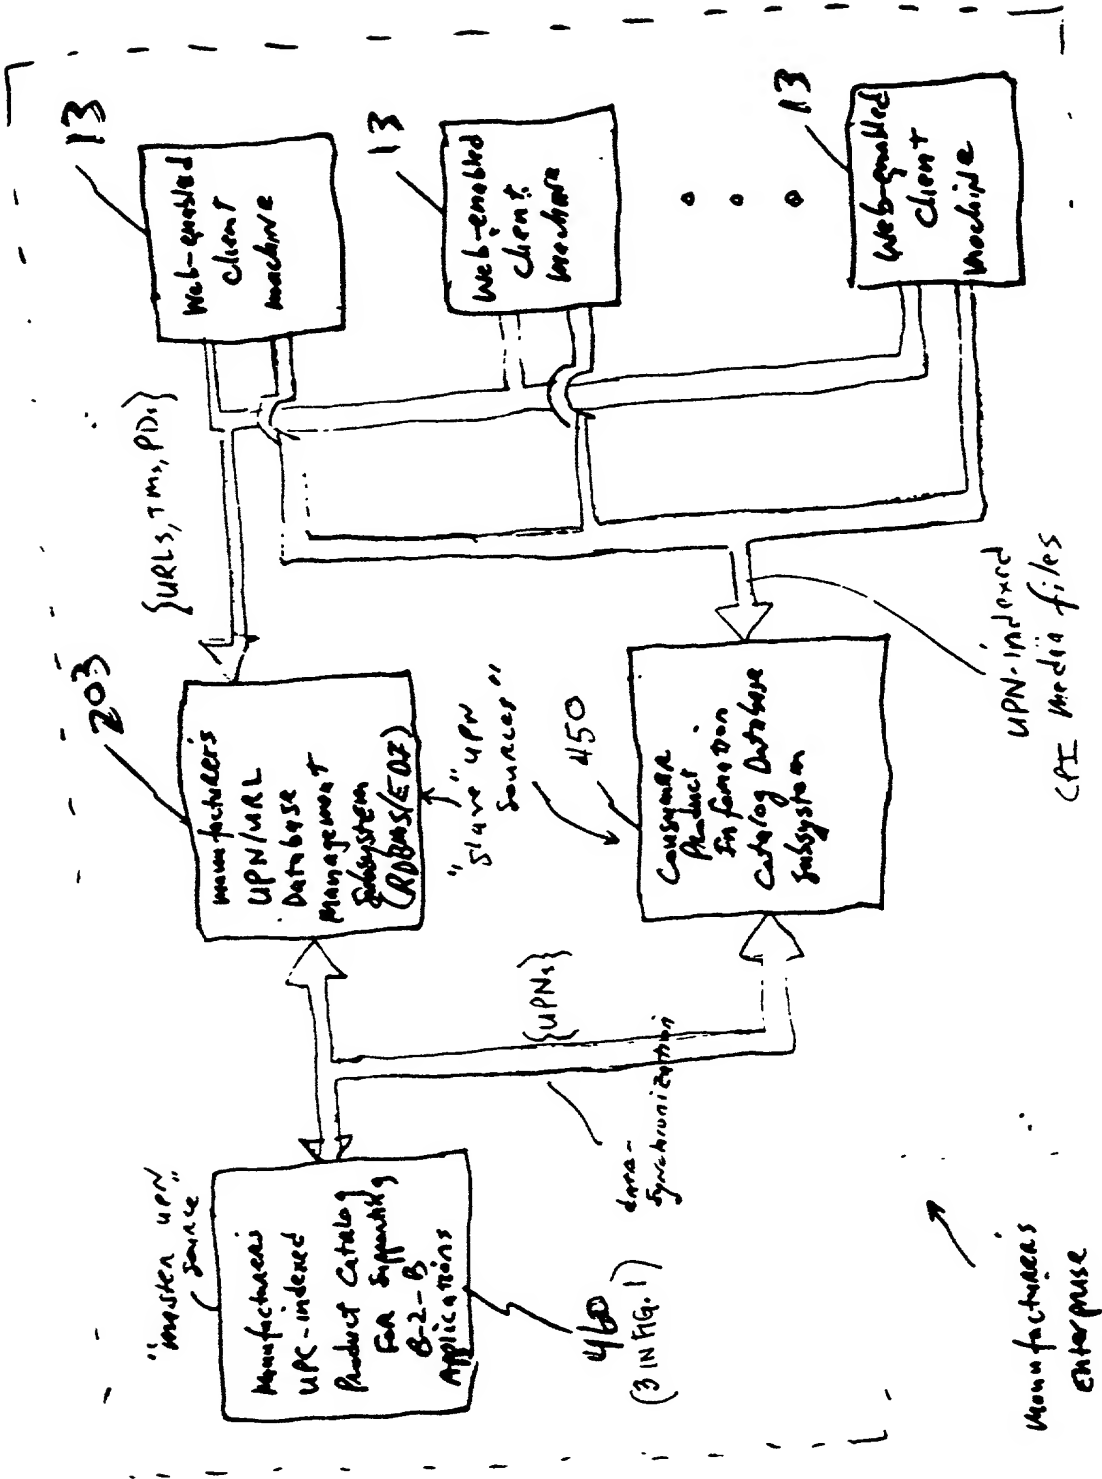 "master UPN
source"
Manufacturers
UPC-indexed
Product Catalog
For Supporting
B-2-B
Applications
460
(3 IN FIG. 1)
{UPNs}
data-
Synchronization
203
manufacturers
UPN/URL
Database
Management
Subsystem
(RDBMS/EDI)
"Slave" UPN
Sources"
450
Consumer
Product
Information
Catalog Database
Subsystem
{URLs, TMs, PDs}
UPN-indexed
CPI media files
13
Web-enabled
Client
machine
13
Web-enabled
Client
machine
13
Web-enabled
Client
machine
Manufacturers
Enterprise